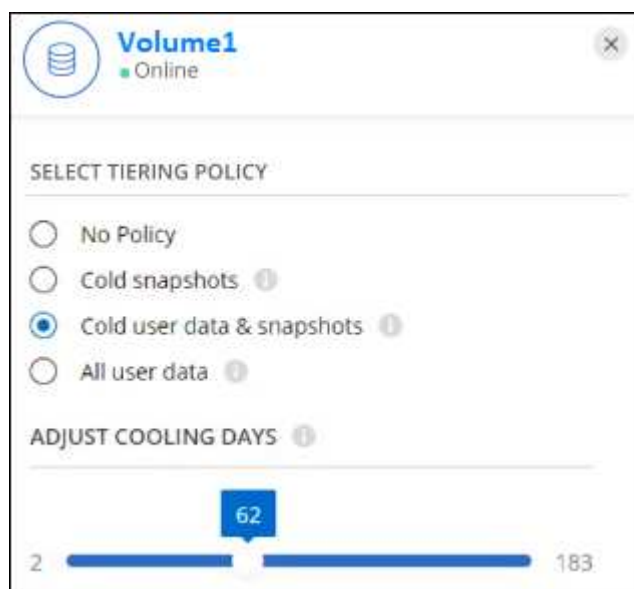 Volume1
Online
SELECT TIERING POLICY
No Policy
Cold snapshots
Cold user data & snapshots
All user data
ADJUST COOLING DAYS
62
2 183